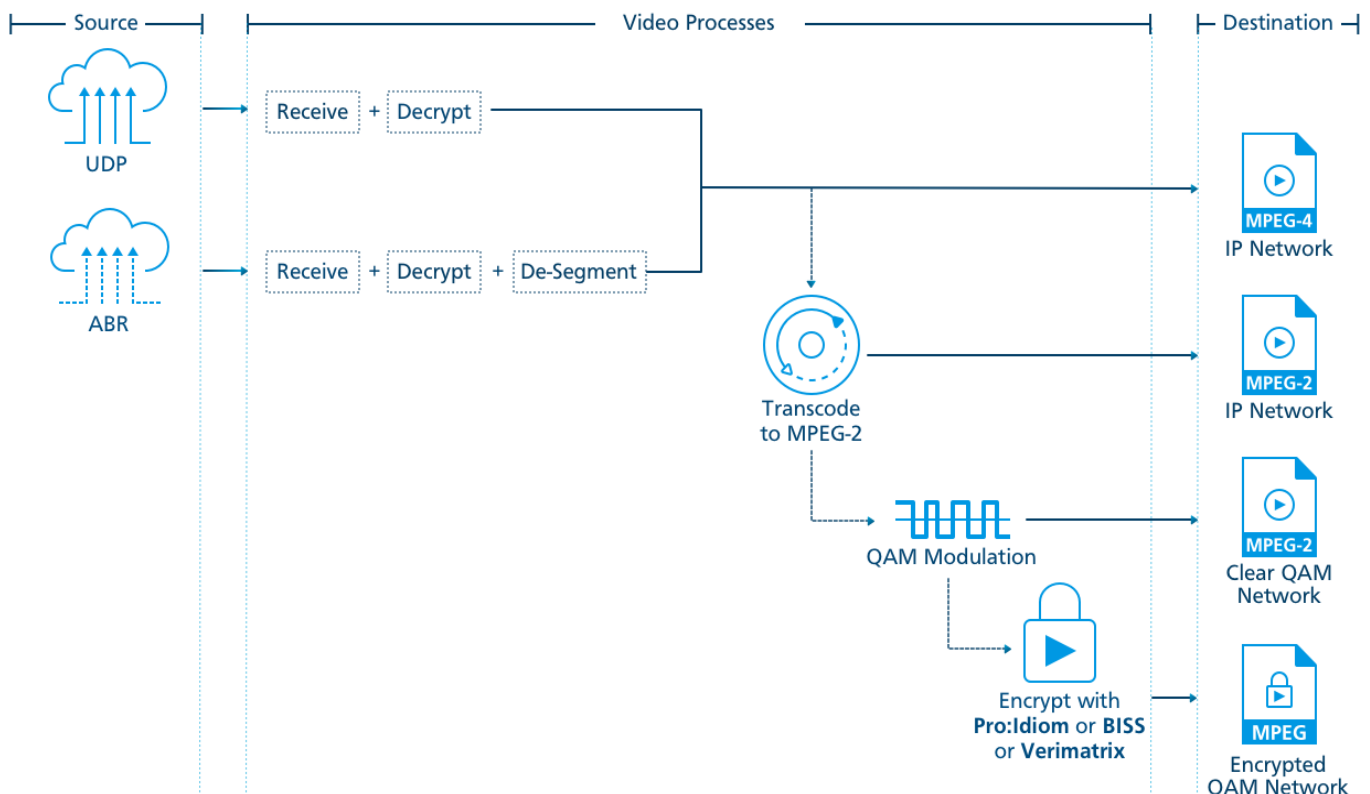 Source
Video Processes
Destination
UDP
Receive + Decrypt
MPEG-4
IP Network
ABR
Receive + Decrypt + De-Segment
Transcode
to MPEG-2
MPEG-2
IP Network
QAM Modulation
MPEG-2
Clear QAM
Network
Encrypt with
Pro:Idiom or BISS
or Verimatrix
MPEG
Encrypted
QAM Network